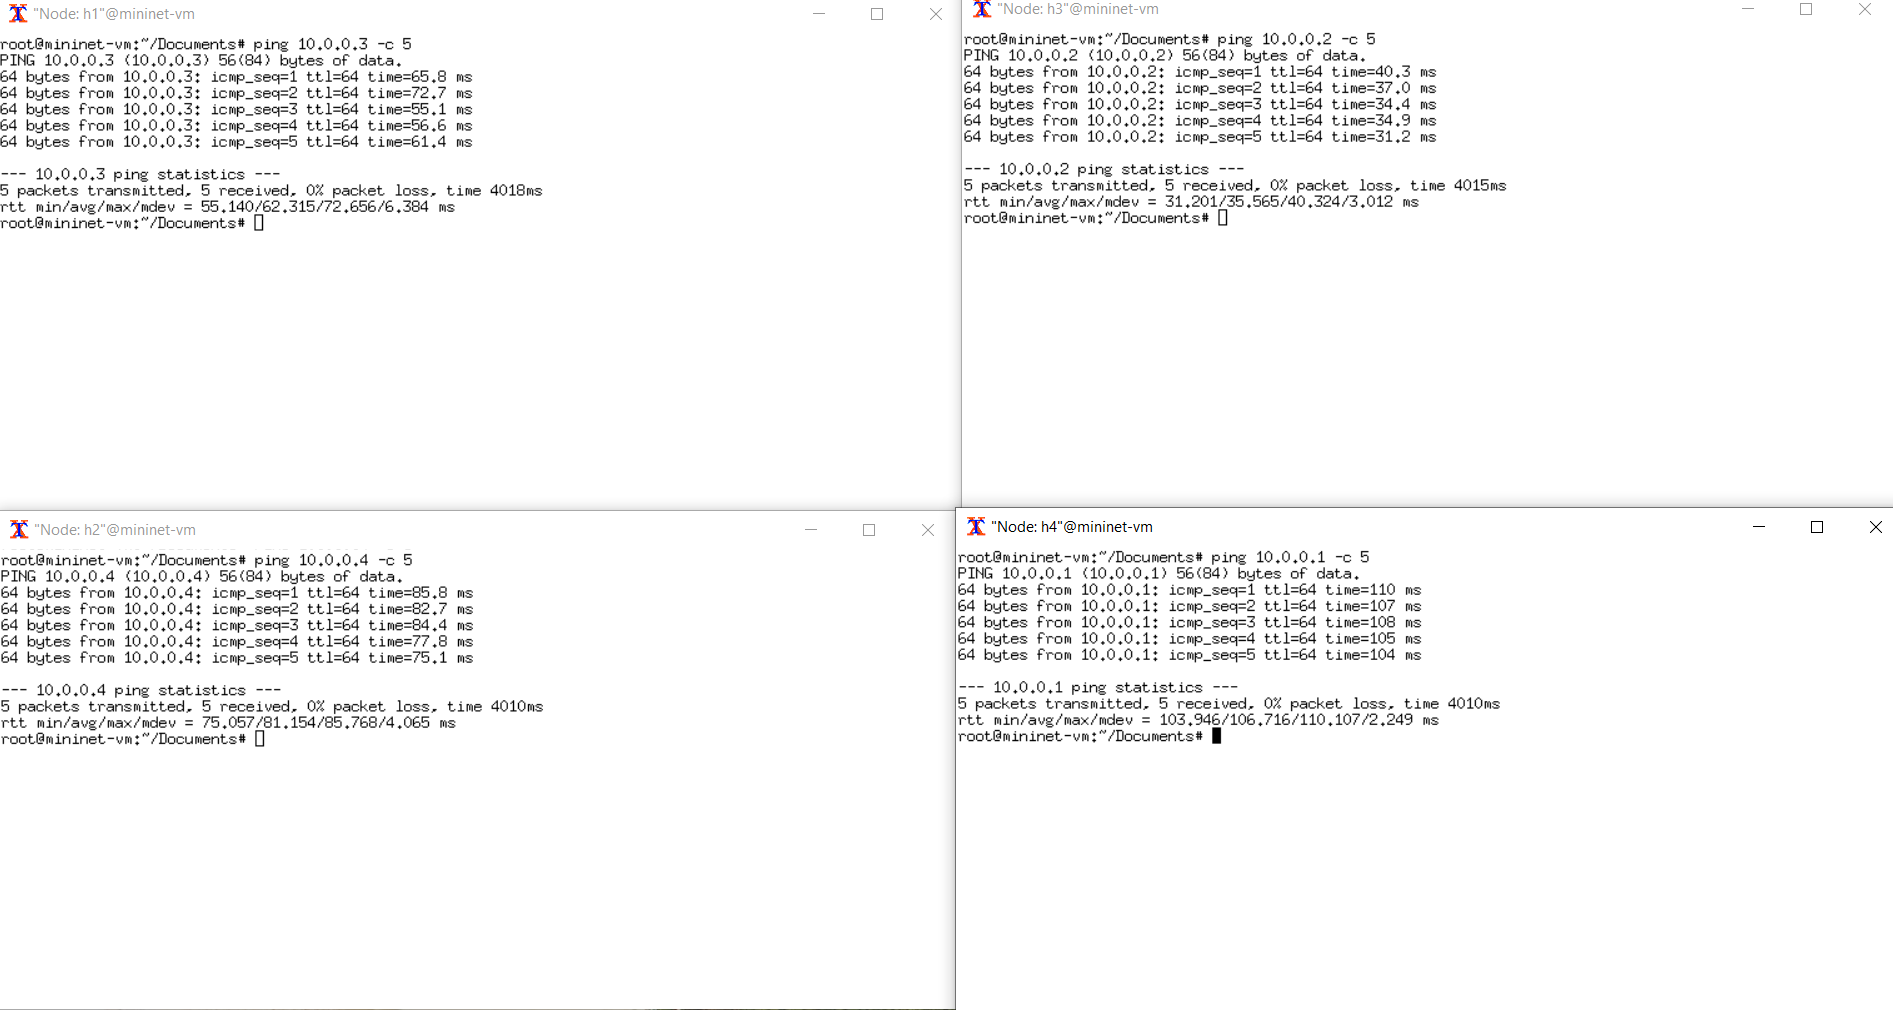 "Node: h1"@mininet-vm
root@mininet-vm:~/Documents# ping 10.0.0.3 -c 5
PING 10.0.0.3 (10.0.0.3) 56(84) bytes of data.
64 bytes from 10.0.0.3: icmp_seq=1 ttl=64 time=65.8 ms
64 bytes from 10.0.0.3: icmp_seq=2 ttl=64 time=72.7 ms
64 bytes from 10.0.0.3: icmp_seq=3 ttl=64 time=55.1 ms
64 bytes from 10.0.0.3: icmp_seq=4 ttl=64 time=56.6 ms
64 bytes from 10.0.0.3: icmp_seq=5 ttl=64 time=61.4 ms
--- 10.0.0.3 ping statistics ---
5 packets transmitted, 5 received, 0% packet loss, time 4018ms
rtt min/avg/max/mdev = 55.140/62.315/72.656/6.384 ms
root@mininet-vm:~/Documents#
"Node: h3"@mininet-vm
root@mininet-vm:~/Documents# ping 10.0.0.2 -c 5
PING 10.0.0.2 (10.0.0.2) 56(84) bytes of data.
64 bytes from 10.0.0.2: icmp_seq=1 ttl=64 time=40.3 ms
64 bytes from 10.0.0.2: icmp_seq=2 ttl=64 time=37.0 ms
64 bytes from 10.0.0.2: icmp_seq=3 ttl=64 time=34.4 ms
64 bytes from 10.0.0.2: icmp_seq=4 ttl=64 time=34.9 ms
64 bytes from 10.0.0.2: icmp_seq=5 ttl=64 time=31.2 ms
--- 10.0.0.2 ping statistics ---
5 packets transmitted, 5 received, 0% packet loss, time 4015ms
rtt min/avg/max/mdev = 31.201/35.565/40.324/3.012 ms
root@mininet-vm:~/Documents#
"Node: h2"@mininet-vm
root@mininet-vm:~/Documents# ping 10.0.0.4 -c 5
PING 10.0.0.4 (10.0.0.4) 56(84) bytes of data.
64 bytes from 10.0.0.4: icmp_seq=1 ttl=64 time=85.8 ms
64 bytes from 10.0.0.4: icmp_seq=2 ttl=64 time=82.7 ms
64 bytes from 10.0.0.4: icmp_seq=3 ttl=64 time=84.4 ms
64 bytes from 10.0.0.4: icmp_seq=4 ttl=64 time=77.8 ms
64 bytes from 10.0.0.4: icmp_seq=5 ttl=64 time=75.1 ms
--- 10.0.0.4 ping statistics ---
5 packets transmitted, 5 received, 0% packet loss, time 4010ms
rtt min/avg/max/mdev = 75.057/81.154/85.768/4.065 ms
root@mininet-vm:~/Documents#
"Node: h4"@mininet-vm
root@mininet-vm:~/Documents# ping 10.0.0.1 -c 5
PING 10.0.0.1 (10.0.0.1) 56(84) bytes of data.
64 bytes from 10.0.0.1: icmp_seq=1 ttl=64 time=110 ms
64 bytes from 10.0.0.1: icmp_seq=2 ttl=64 time=107 ms
64 bytes from 10.0.0.1: icmp_seq=3 ttl=64 time=108 ms
64 bytes from 10.0.0.1: icmp_seq=4 ttl=64 time=105 ms
64 bytes from 10.0.0.1: icmp_seq=5 ttl=64 time=104 ms
--- 10.0.0.1 ping statistics ---
5 packets transmitted, 5 received, 0% packet loss, time 4010ms
rtt min/avg/max/mdev = 103.946/106.716/110.107/2.249 ms
root@mininet-vm:~/Documents#